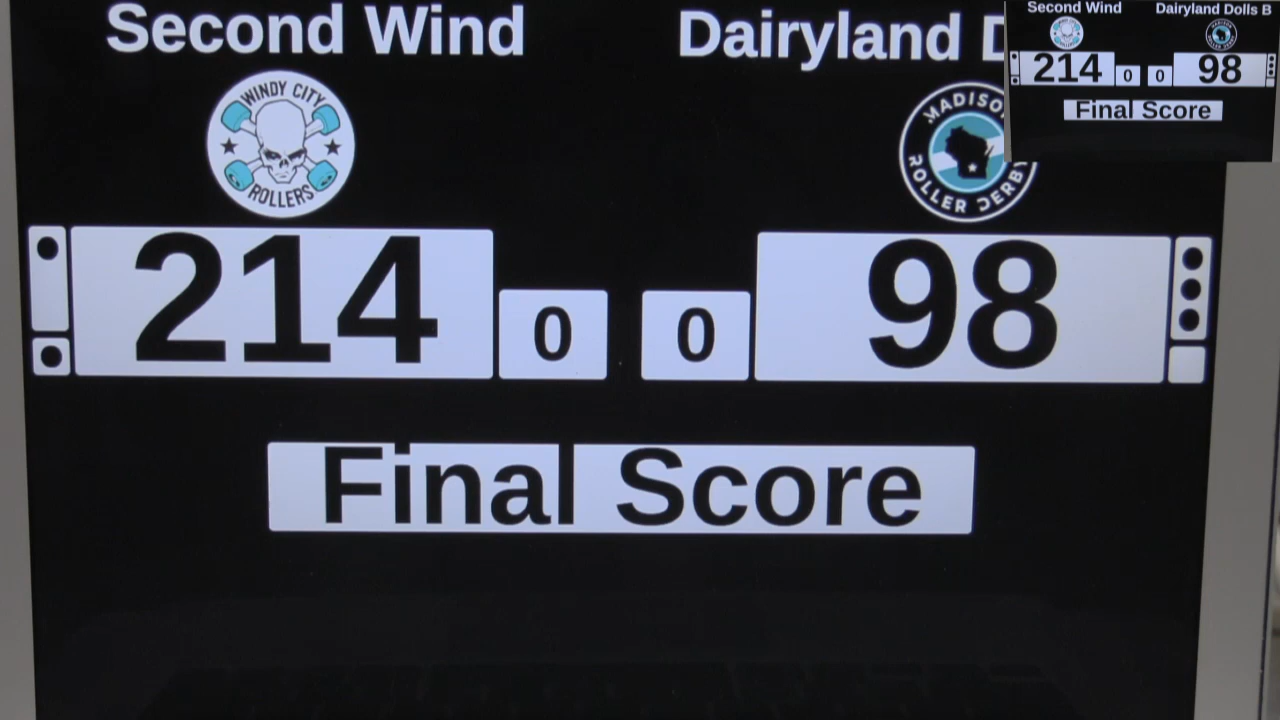 Second Wind
Dairyland D
WINDY CITY
ROLLERS
MADISO
ROLLER DERBY
214
0
0
98
Final Score
Second Wind
Dairyland Dolls B
214
0
0
98
Final Score